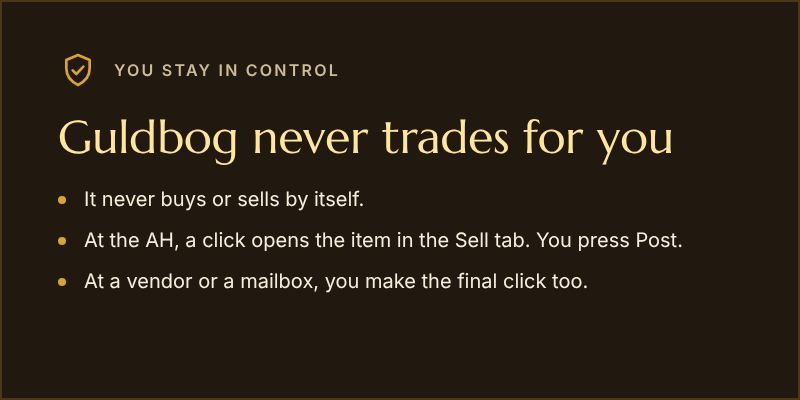 YOU STAY IN CONTROL
Guldbog never trades for you
It never buys or sells by itself.
At the AH, a click opens the item in the Sell tab. You press Post.
At a vendor or a mailbox, you make the final click too.